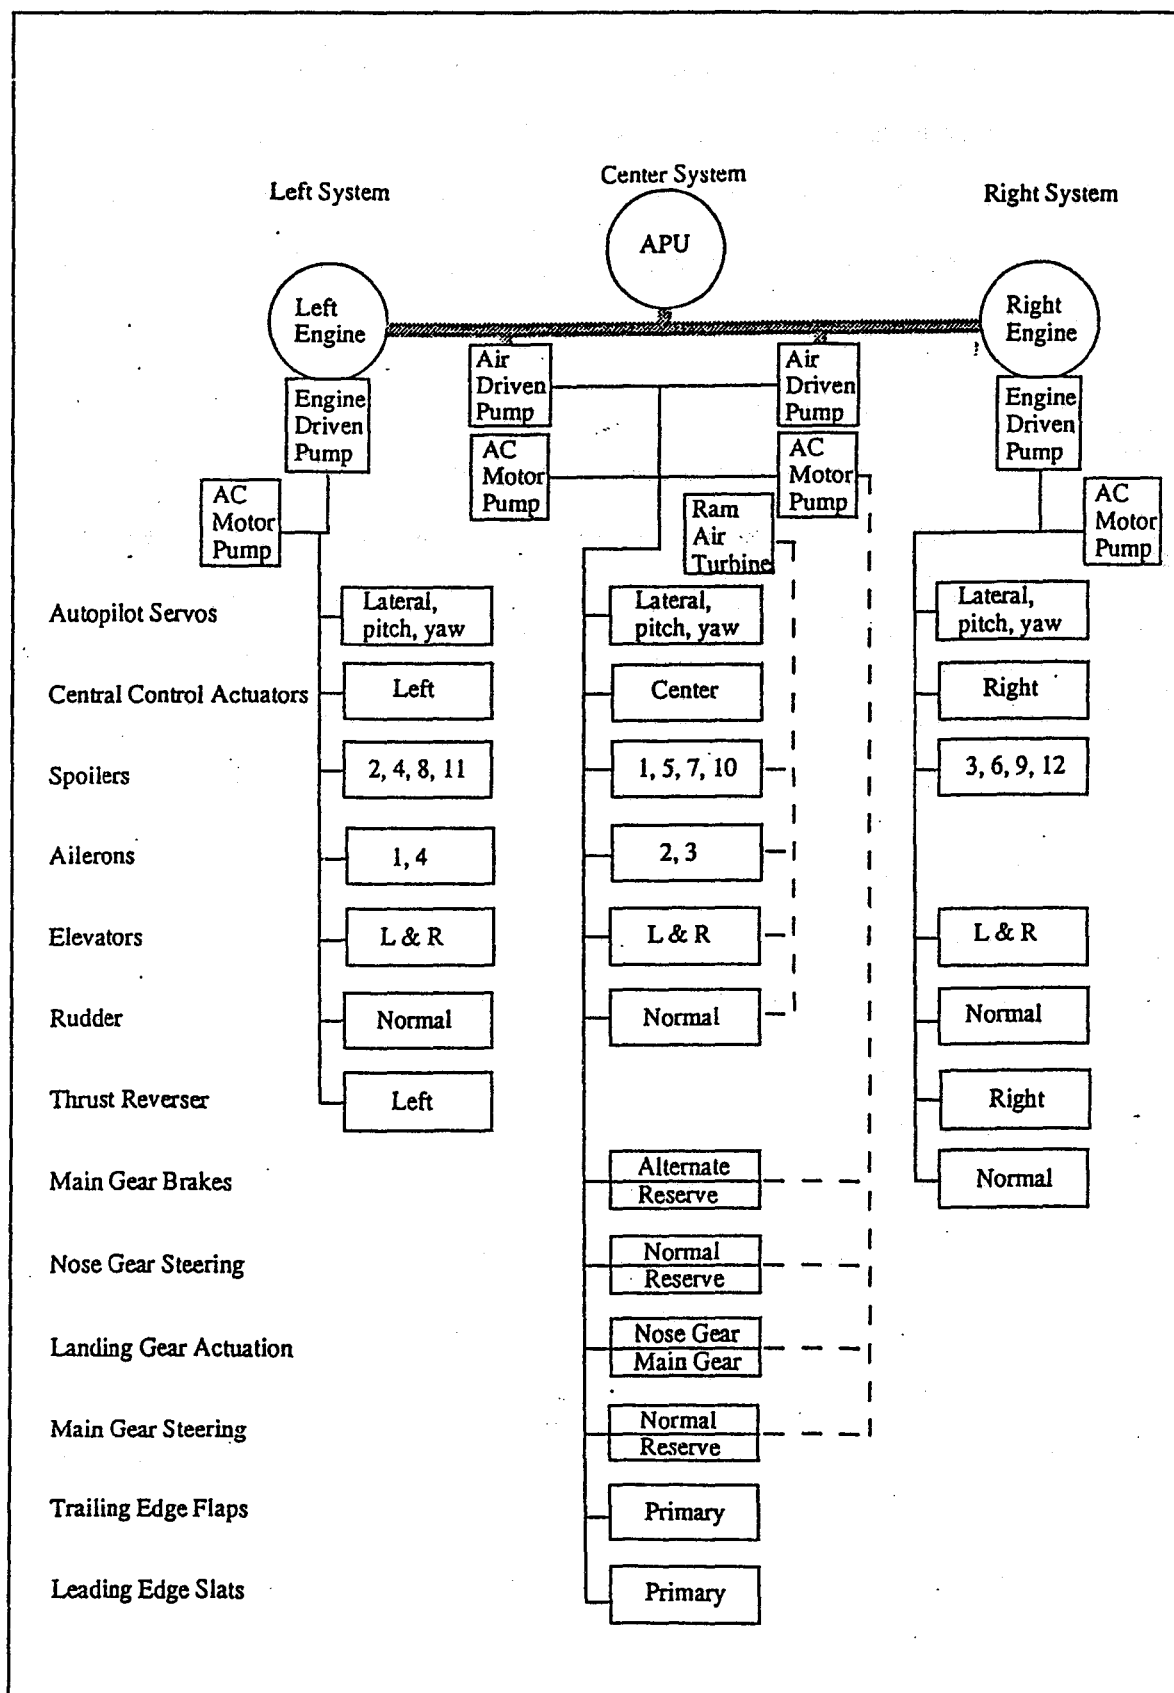 Left System
Center System
Right System
APU
Left
Engine
Right
Engine
Air
Driven
Pump
Air
Driven
Pump
Engine
Driven
Pump
Engine
Driven
Pump
AC
Motor
Pump
AC
Motor
Pump
AC
Motor
Pump
AC
Motor
Pump
Ram
Air
Turbine
Autopilot Servos
Lateral,
pitch, yaw
Lateral,
pitch, yaw
Lateral,
pitch, yaw
Central Control Actuators
Left
Center
Right
Spoilers
2, 4, 8, 11
1, 5, 7, 10
3, 6, 9, 12
Ailerons
1, 4
2, 3
Elevators
L & R
L & R
L & R
Rudder
Normal
Normal
Normal
Thrust Reverser
Left
Right
Main Gear Brakes
Alternate
Reserve
Normal
Nose Gear Steering
Normal
Reserve
Landing Gear Actuation
Nose Gear
Main Gear
Main Gear Steering
Normal
Reserve
Trailing Edge Flaps
Primary
Leading Edge Slats
Primary